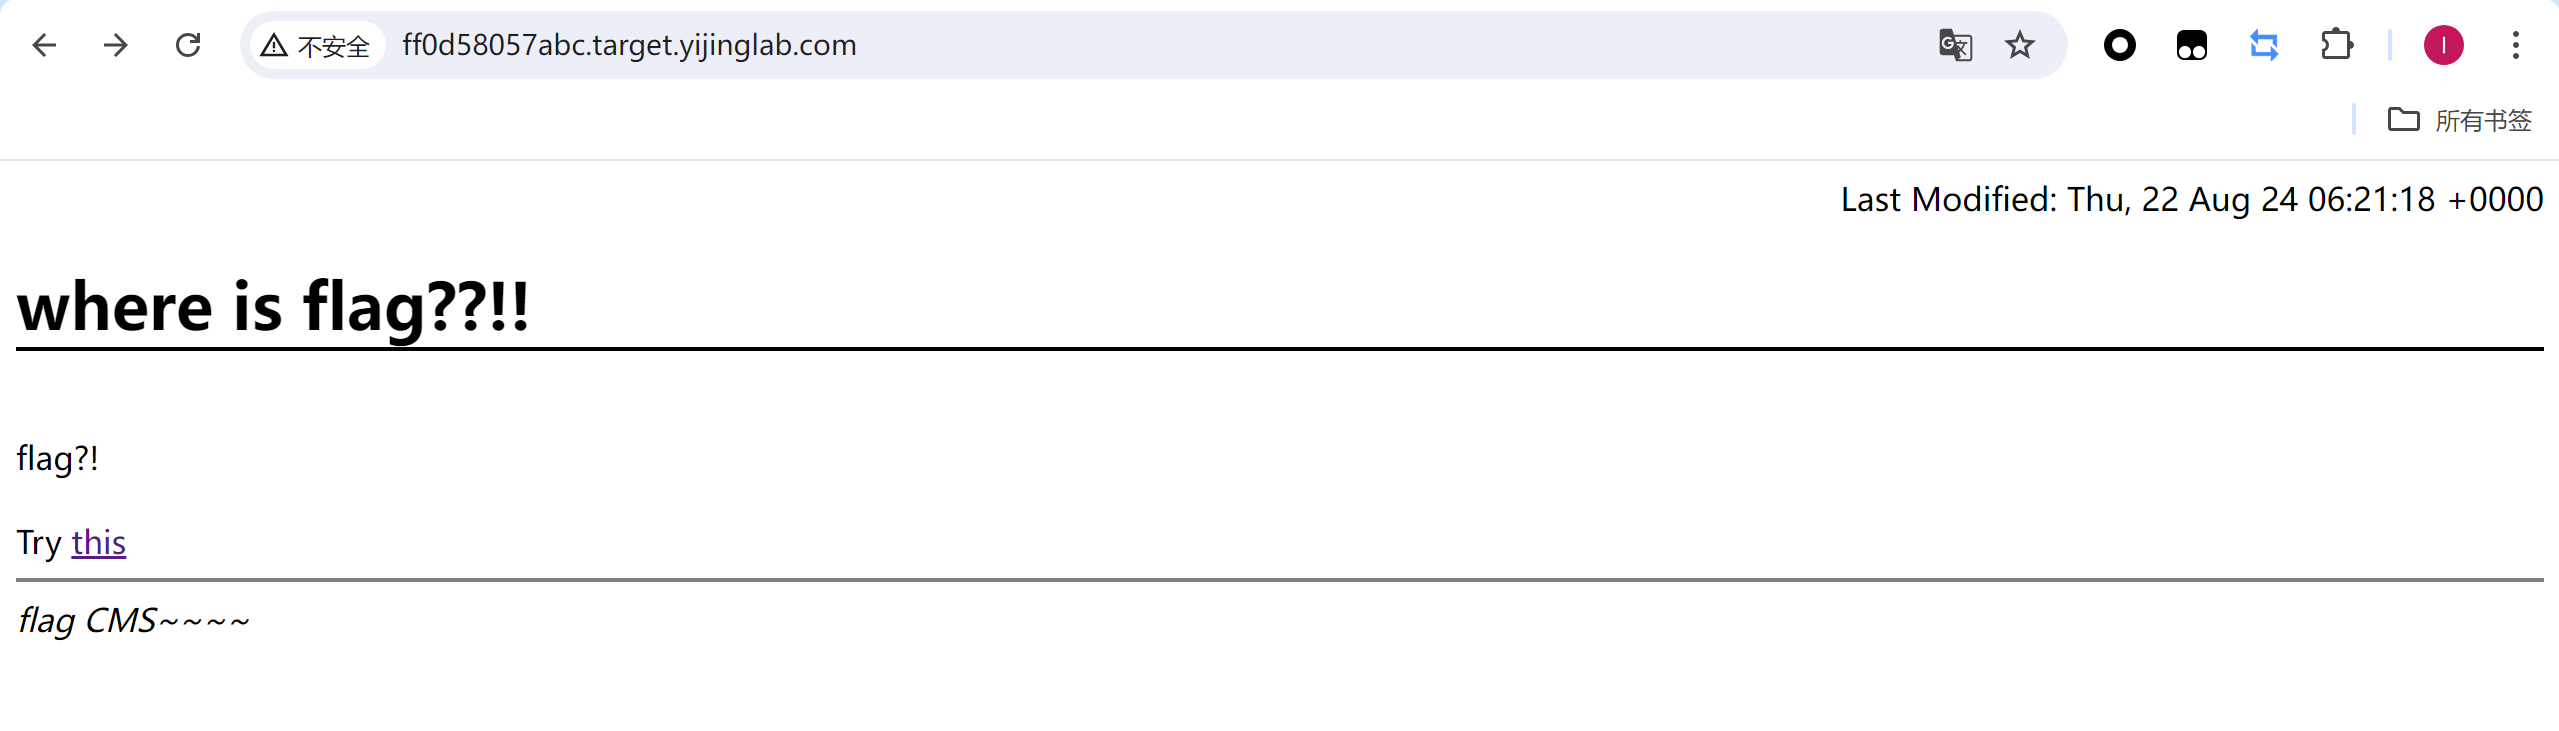 不安全 ff0d58057abc.target.yijinglab.com
所有书签
Last Modified: Thu, 22 Aug 24 06:21:18 +0000
where is flag??!!
flag?!
Try this
flag CMS~~~~